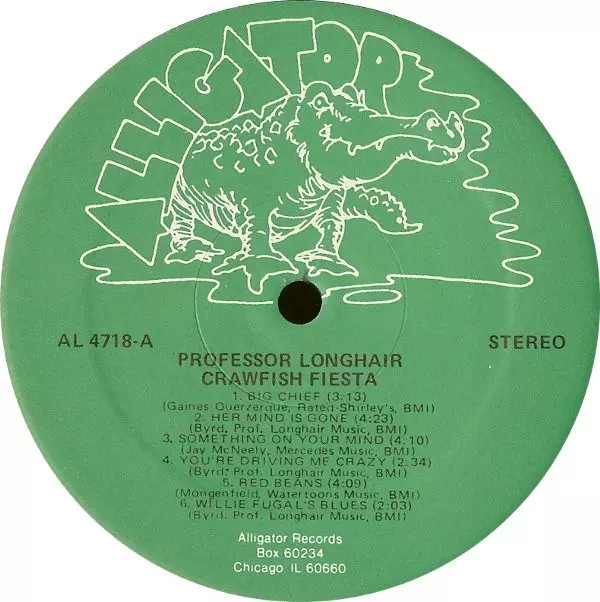 ALLIGATOR
AL 4718-A
STEREO
PROFESSOR LONGHAIR
CRAWFISH FIESTA
1. BIG CHIEF (3:13)
(Gaines Querzerque, Rated-Shirley's, BMI)
2. HER MIND IS GONE (4:23)
(Byrd, Prof. Longhair Music, BMI)
3. SOMETHING ON YOUR MIND (4:10)
(Jay McNeely, Mercedes Music, BMI)
4. YOU'RE DRIVING ME CRAZY (2.34)
(Byrd, Prof. Longhair Music, BMI)
5. RED BEANS (4:09)
(Mongenfield, Watertoons Music, BMI)
6. WILLIE FUGAL'S BLUES (2:03)
(Byrd, Prof. Longhair Music, BMI)
Alligator Records
Box 60234
Chicago, IL 60660